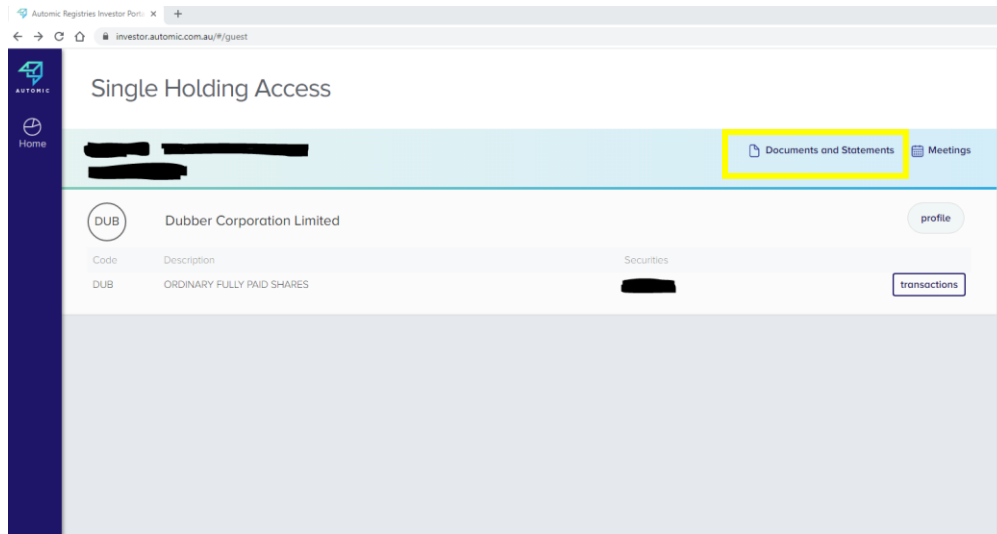 Automic Registries Investor Porta
investor.automic.com.au/#/guest
AUTOMIC
Home
Single Holding Access
Documents and Statements
Meetings
DUB
Dubber Corporation Limited
profile
Code Description Securities
DUB ORDINARY FULLY PAID SHARES
transactions